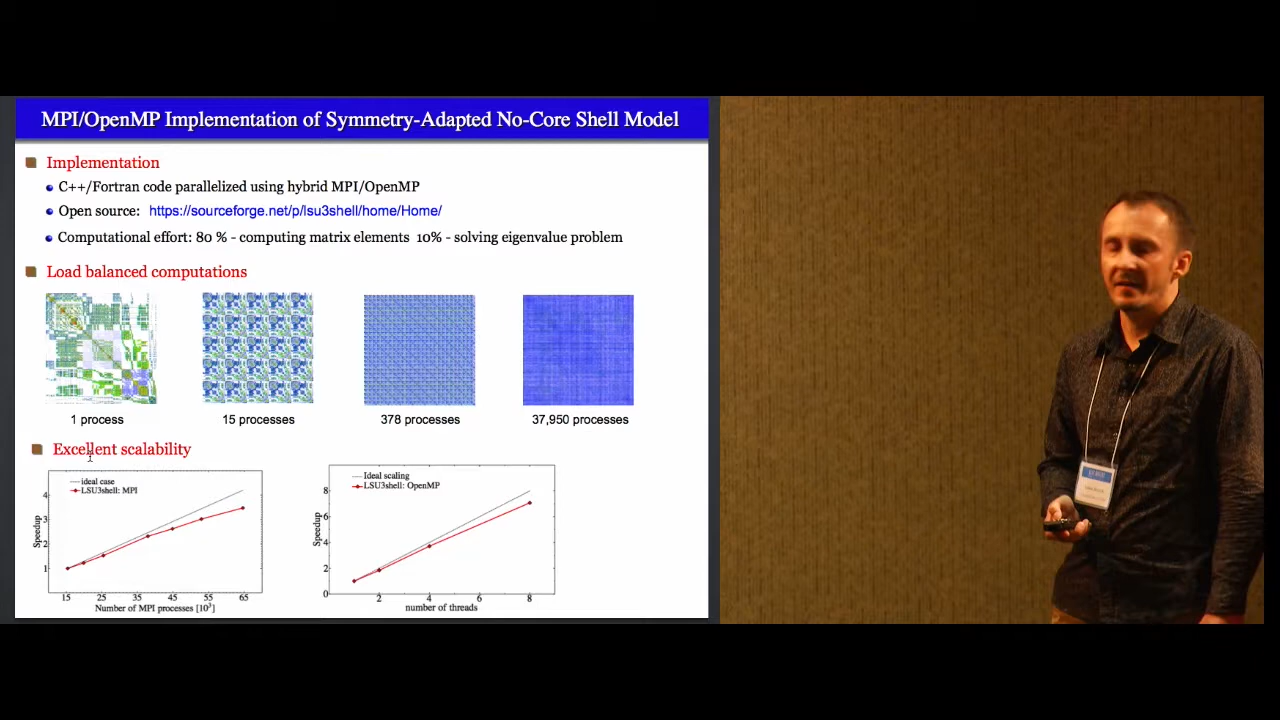 MPI/OpenMP Implementation of Symmetry-Adapted No-Core Shell Model
Implementation
C++/Fortran code parallelized using hybrid MPI/OpenMP
Open source: https://sourceforge.net/p/lsu3shell/home/Home/
Computational effort: 80 % - computing matrix elements 10% - solving eigenvalue problem
Load balanced computations
1 process
15 processes
378 processes
37,950 processes
Excellent scalability
ideal case
LSU3shell: MPI
Speedup
4
3
2
1
15 25 35 45 55 65
Number of MPI processes [10³]
Ideal scaling
LSU3shell: OpenMP
Speedup
8
6
4
2
0
2 4 6 8
number of threads